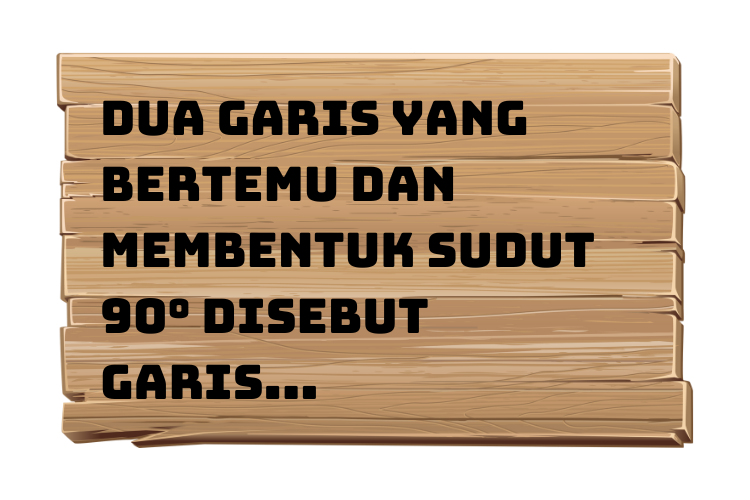 DUA GARIS YANG
BERTEMU DAN
MEMBENTUK SUDUT
90° DISEBUT
GARIS...